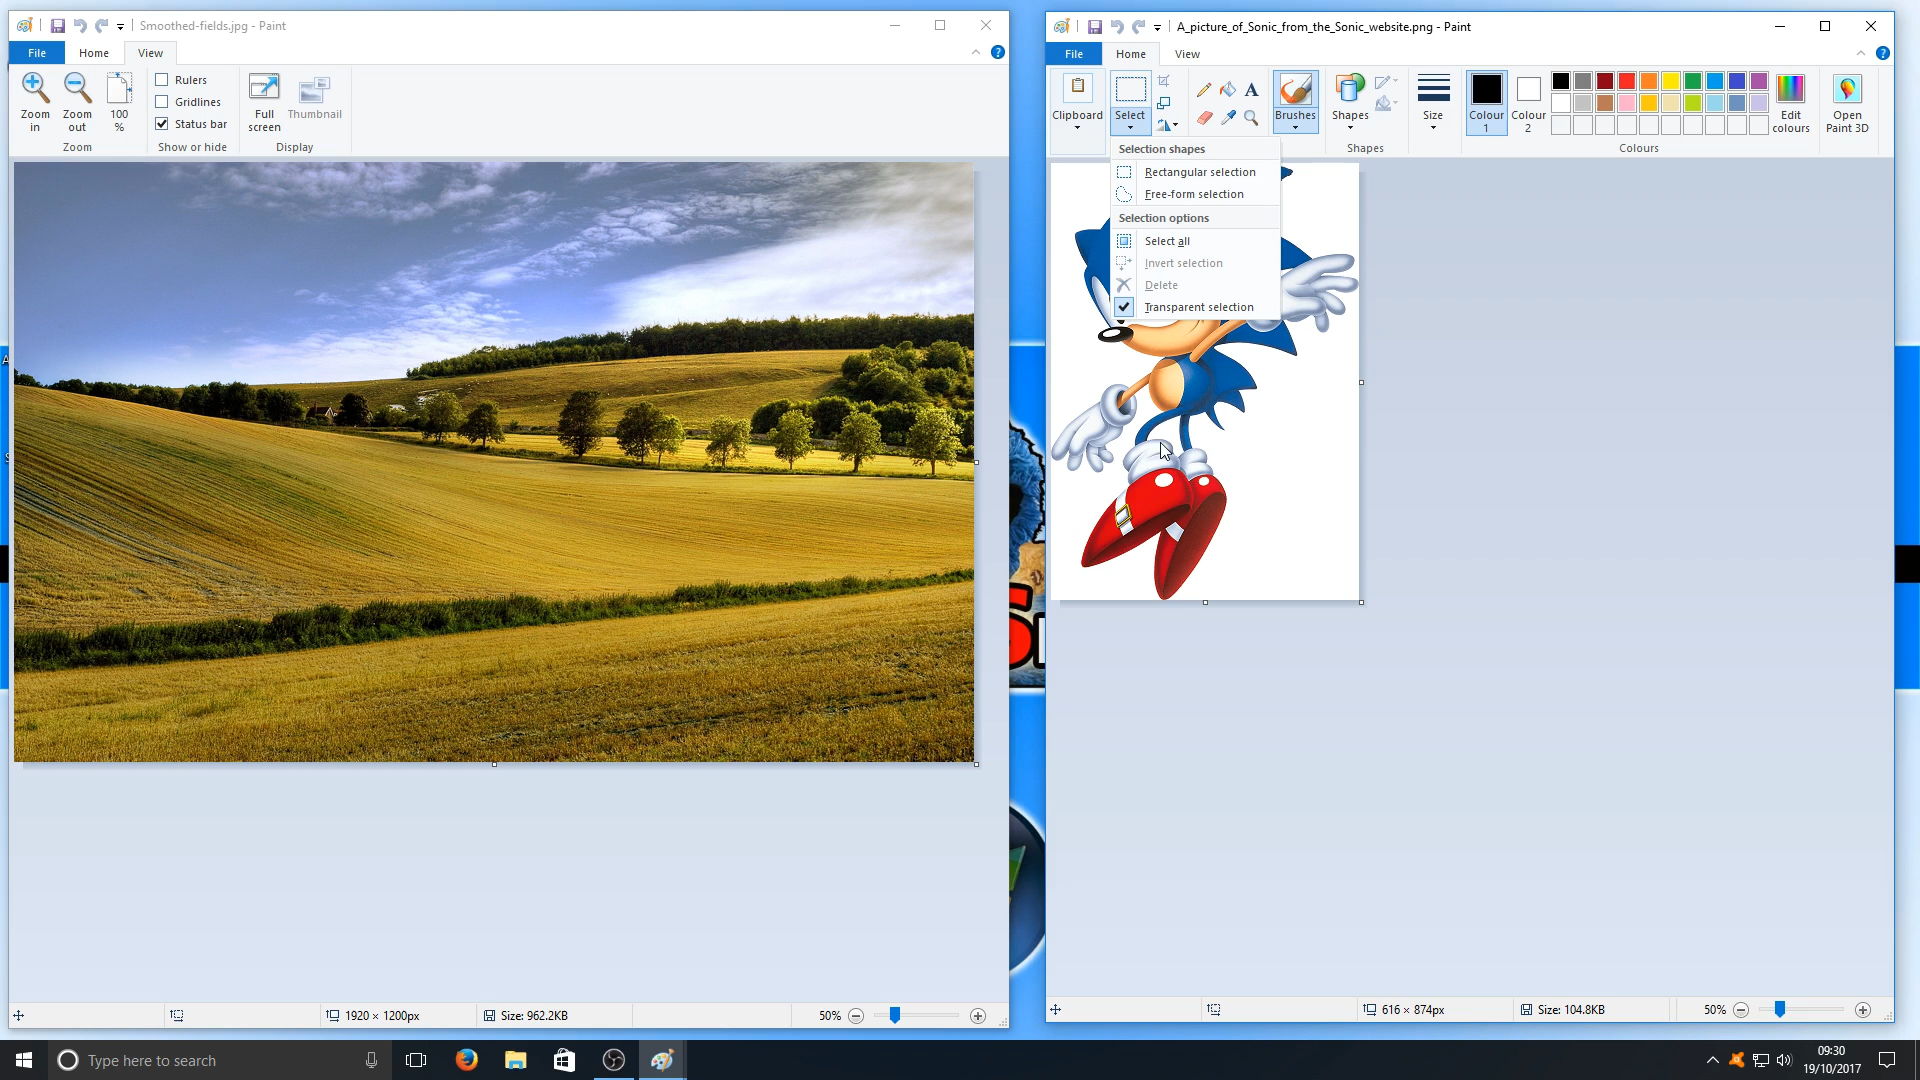 Smoothed-fields.jpg - Paint
File
Home
View
Zoom in
Zoom out
100 %
Rulers
Gridlines
Status bar
Full screen
Thumbnail
Zoom
Show or hide
Display
1920 × 1200px
Size: 962.2KB
50%
A_picture_of_Sonic_from_the_Sonic_website.png - Paint
File
Home
View
Clipboard
Select
A
Brushes
Shapes
Size
Colour 1
Colour 2
Edit colours
Open Paint 3D
Shapes
Colours
Selection shapes
Rectangular selection
Free-form selection
Selection options
Select all
Invert selection
Delete
Transparent selection
616 × 874px
Size: 104.8KB
50%
Type here to search
09:30
19/10/2017